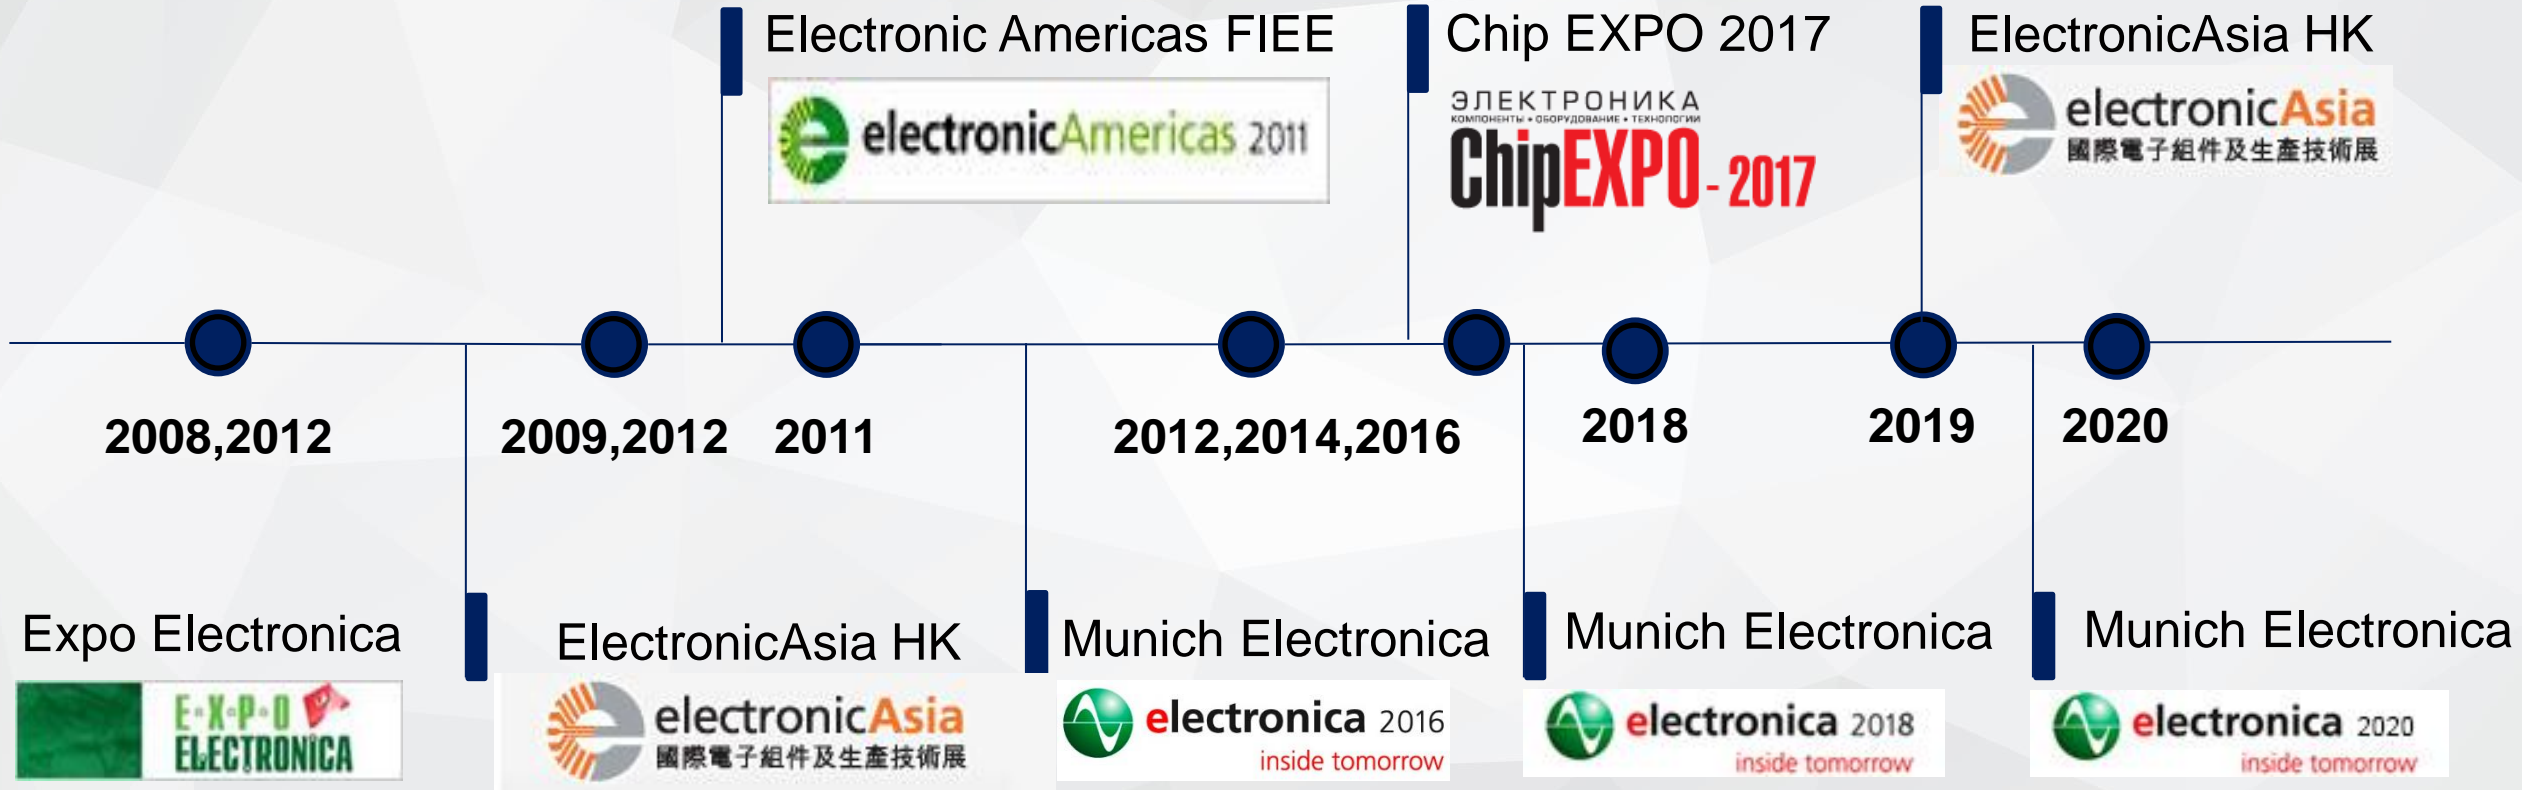 Electronic Americas FIEE
Chip EXPO 2017
ElectronicAsia HK
electronicAmericas 2011
ЭЛЕКТРОНИКА
КОМПОНЕНТЫ • ОБОРУДОВАНИЕ • ТЕХНОЛОГИИ
ChipEXPO - 2017
electronicAsia
國際電子組件及生產技術展
2008,2012
2009,2012
2011
2012,2014,2016
2018
2019
2020
Expo Electronica
ElectronicAsia HK
Munich Electronica
Munich Electronica
Munich Electronica
E·X·P·O
ELECTRONICA
electronicAsia
國際電子組件及生產技術展
electronica 2016
inside tomorrow
electronica 2018
inside tomorrow
electronica 2020
inside tomorrow